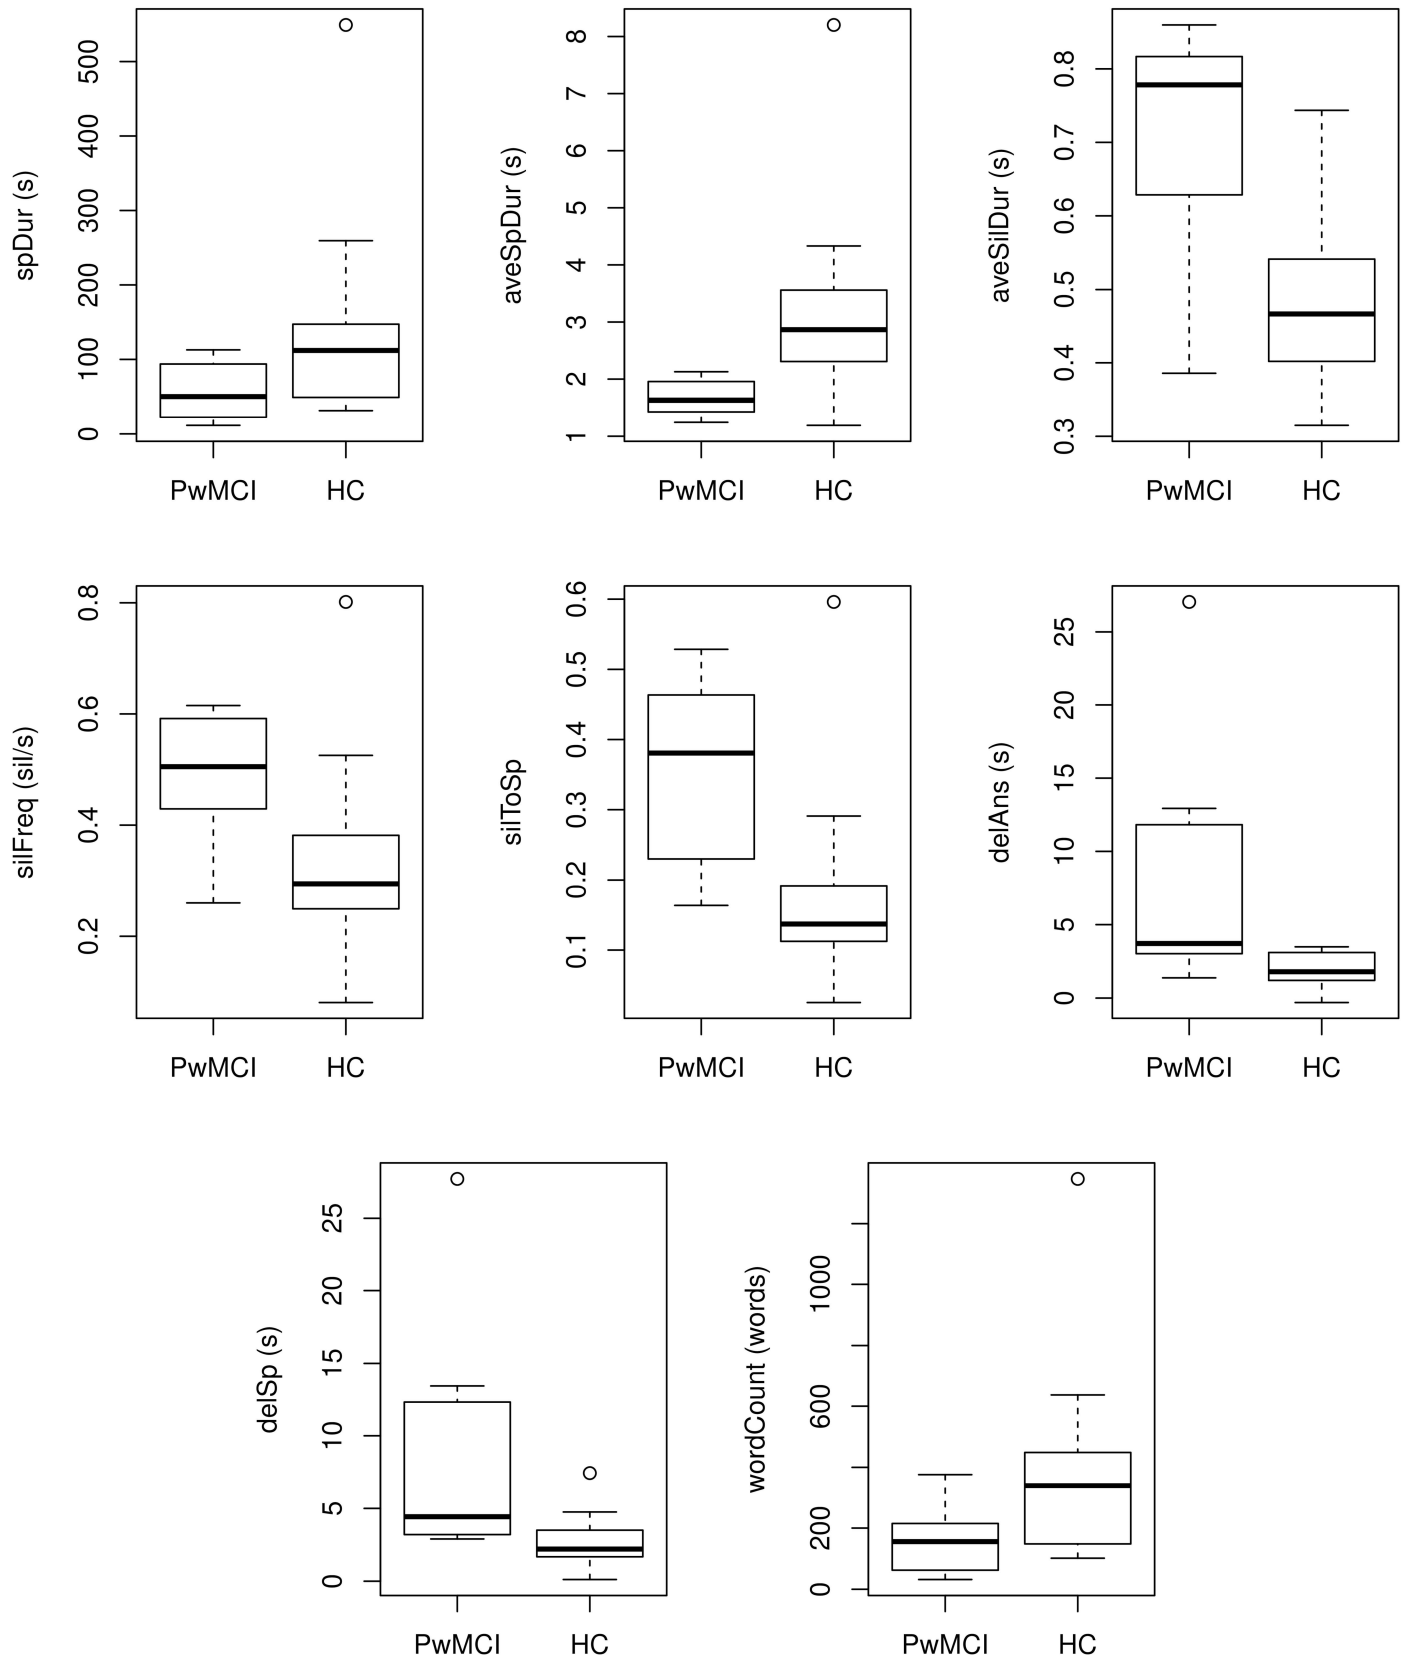 spDur (s)
0 100 200 300 400 500
PwMCI HC
aveSpDur (s)
1 2 3 4 5 6 7 8
PwMCI HC
aveSilDur (s)
0.3 0.4 0.5 0.6 0.7 0.8
PwMCI HC
silFreq (sil/s)
0.2 0.4 0.6 0.8
PwMCI HC
silToSp
0.1 0.2 0.3 0.4 0.5 0.6
PwMCI HC
delAns (s)
0 5 10 15 20 25
PwMCI HC
delSp (s)
0 5 10 15 20 25
PwMCI HC
wordCount (words)
0 200 600 1000
PwMCI HC